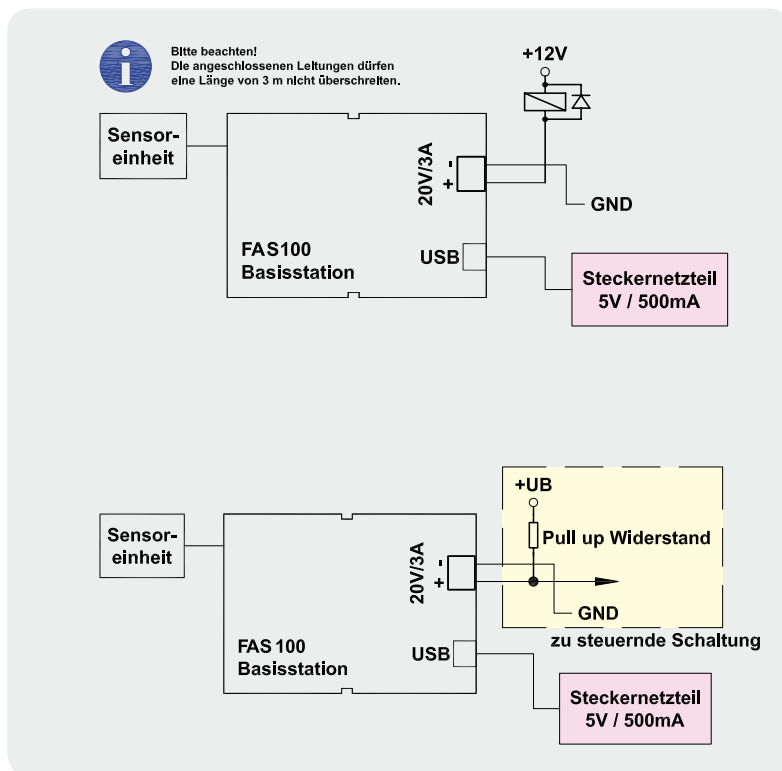 Bitte beachten!
Die angeschlossenen Leitungen dürfen
eine Länge von 3 m nicht überschreiten.
+12V
Sensor-
einheit
20V/3A
-
+
GND
FAS100
Basisstation
USB
Steckernetzteil
5V / 500mA
+UB
Sensor-
einheit
Pull up Widerstand
20V/3A
-
+
GND
zu steuernde Schaltung
FAS 100
Basisstation
USB
Steckernetzteil
5V / 500mA